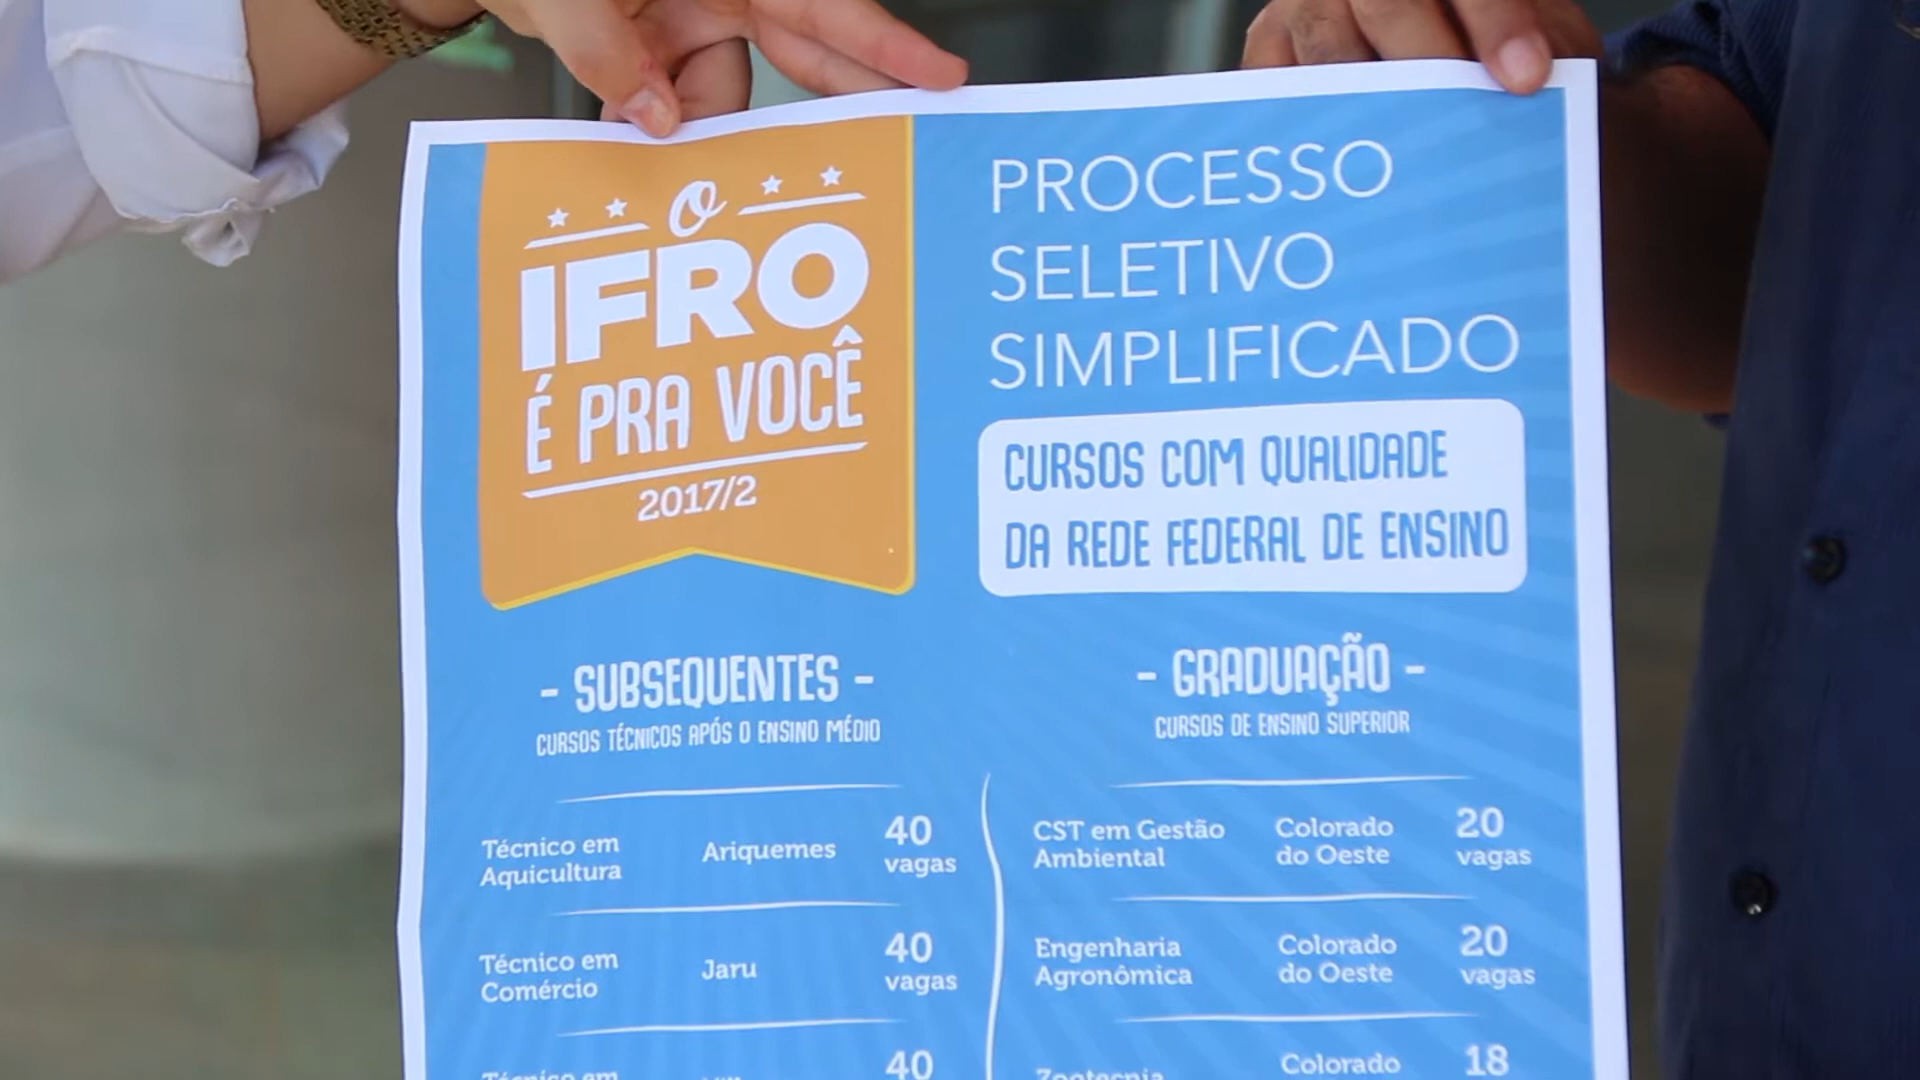 O
IFRO
É PRA VOCÊ
2017/2
PROCESSO
SELETIVO
SIMPLIFICADO
CURSOS COM QUALIDADE
DA REDE FEDERAL DE ENSINO
- SUBSEQUENTES -
CURSOS TÉCNICOS APÓS O ENSINO MÉDIO
Técnico em
Aquicultura
Ariquemes
40
vagas
Técnico em
Comércio
Jaru
40
vagas
Técnico em
40
- GRADUAÇÃO -
CURSOS DE ENSINO SUPERIOR
CST em Gestão
Ambiental
Colorado
do Oeste
20
vagas
Engenharia
Agronômica
Colorado
do Oeste
20
vagas
Zootecnia
Colorado
18